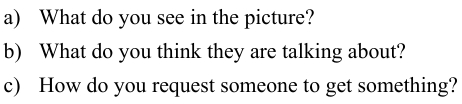 a) What do you see in the picture?
b) What do you think they are talking about?
c) How do you request someone to get something?